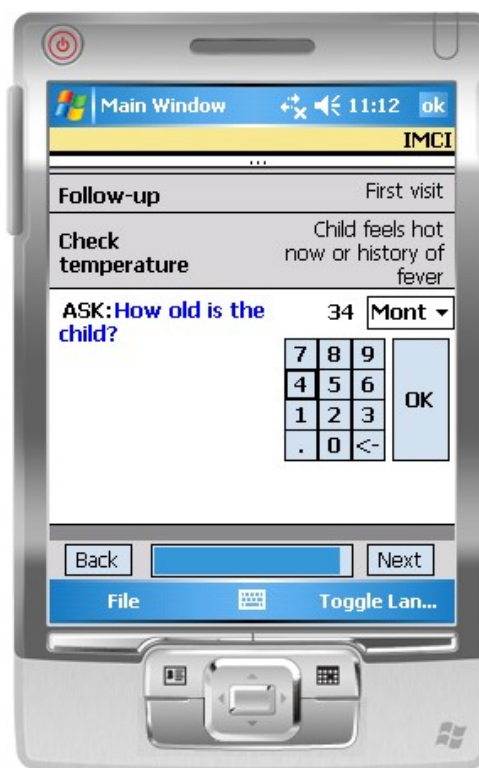 Main Window 11:12 ok
IMCI
...
Follow-up First visit
Check temperature Child feels hot
now or history of
fever
ASK:How old is the 34 Mont
child?
7 8 9
4 5 6
OK
1 2 3
. 0 <-
Back Next
File Toggle Lan...